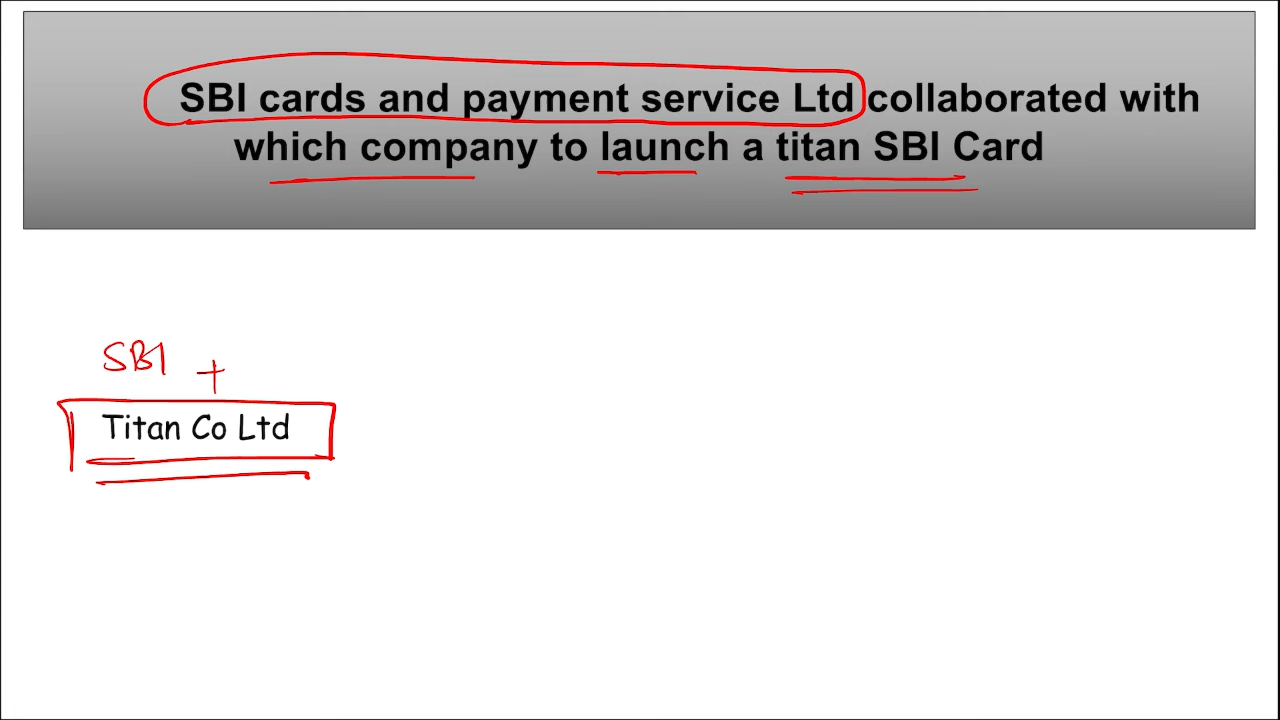 SBI cards and payment service Ltd collaborated with
which company to launch a titan SBI Card
SBI +
Titan Co Ltd